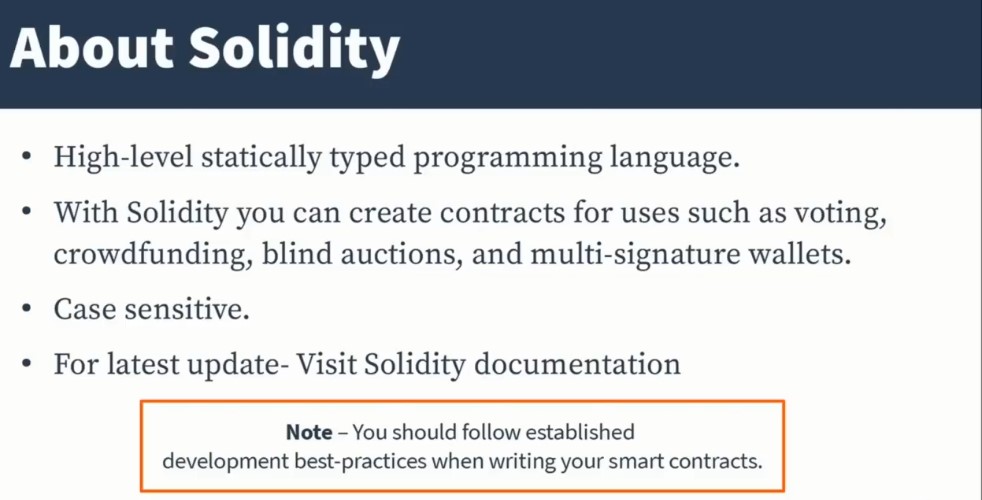 About Solidity
• High-level statically typed programming language.
• With Solidity you can create contracts for uses such as voting,
crowdfunding, blind auctions, and multi-signature wallets.
• Case sensitive.
• For latest update- Visit Solidity documentation
Note – You should follow established
development best-practices when writing your smart contracts.